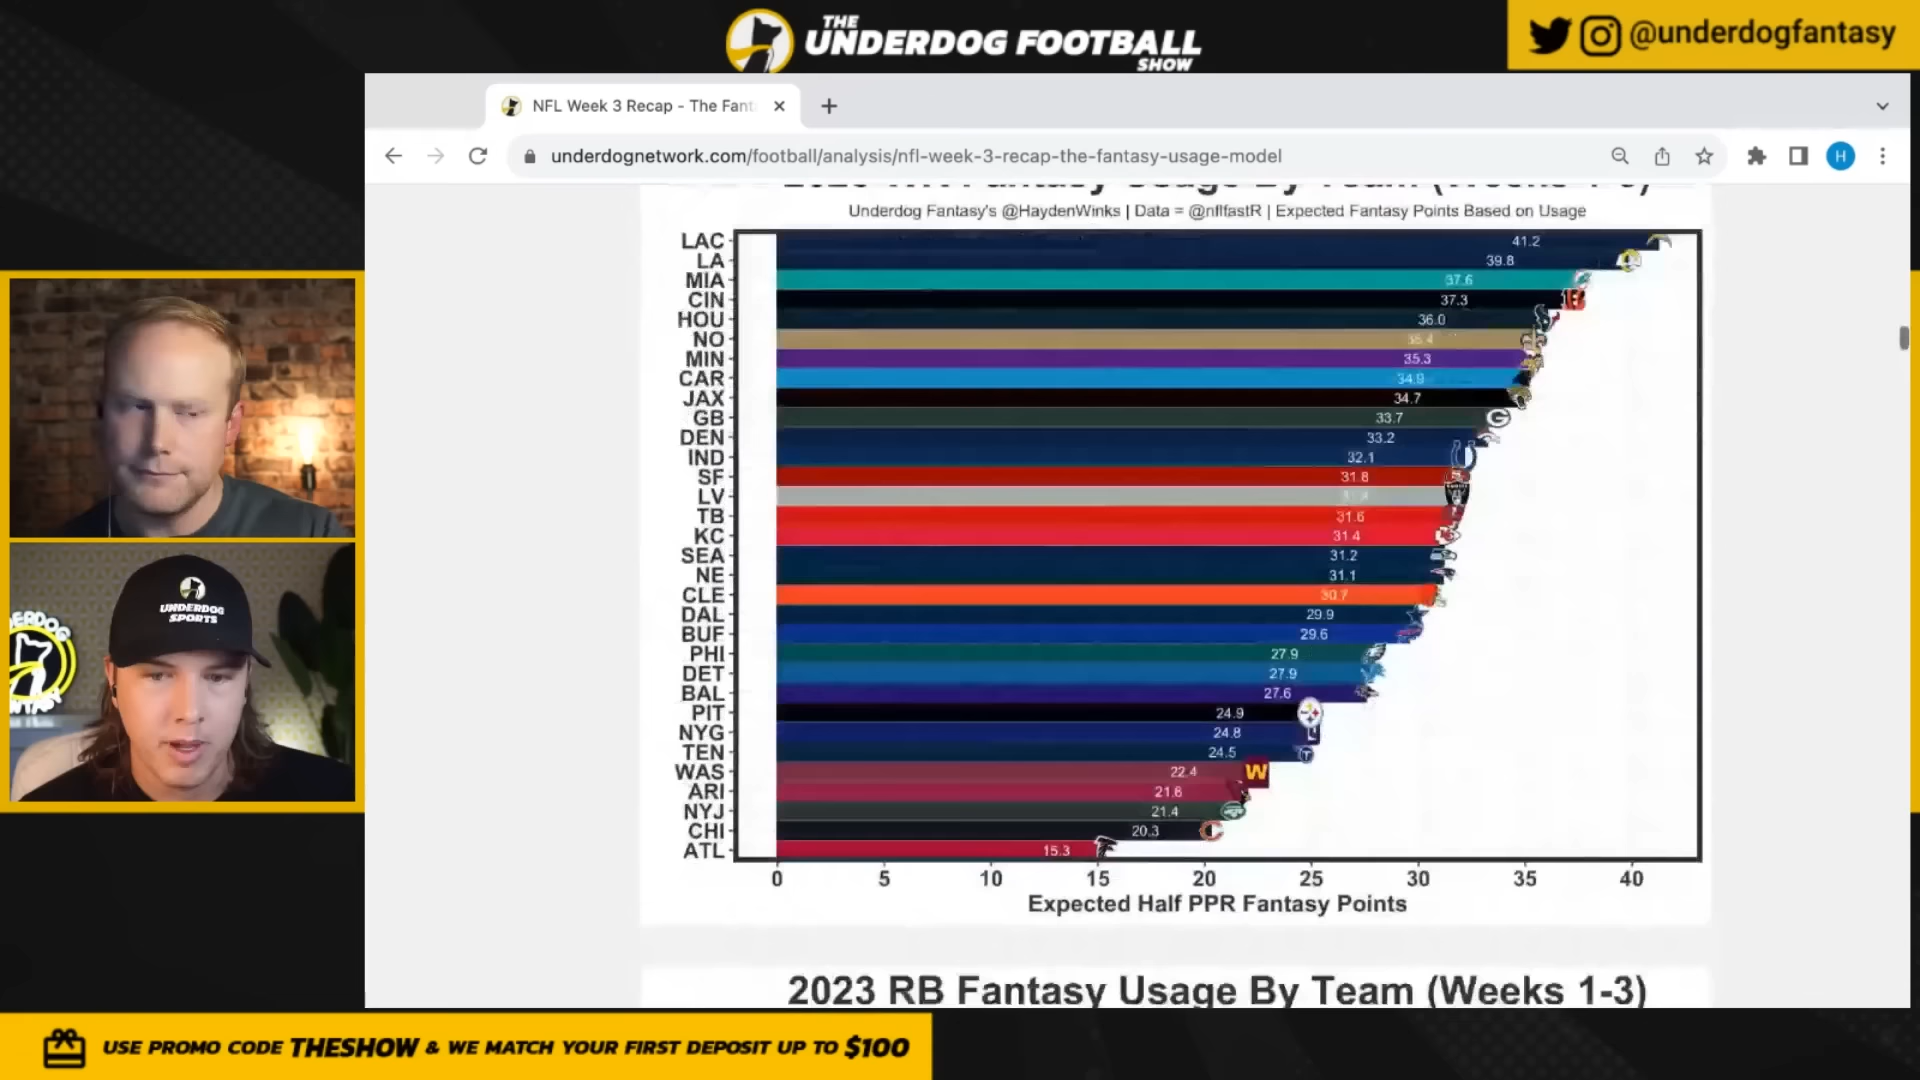 THE
UNDERDOG FOOTBALL
SHOW
@underdogfantasy
NFL Week 3 Recap - The Fant
underdognetwork.com/football/analysis/nfl-week-3-recap-the-fantasy-usage-model
H
Fantasy Usage By Team (Weeks
Underdog Fantasy's @HaydenWinks | Data = @nflfastR | Expected Fantasy Points Based on Usage
LAC 41.2
LA 39.8
MIA 37.6
CIN 37.3
HOU 36.0
NO 35.4
MIN 35.3
CAR 34.9
JAX 34.7
GB 33.7
DEN 33.2
IND 32.1
SF 31.8
LV
TB 31.6
KC 31.4
SEA 31.2
NE 31.1
CLE 30.7
DAL 29.9
BUF 29.6
PHI 27.9
DET 27.9
BAL 27.6
PIT 24.9
NYG 24.8
TEN 24.5
WAS 22.4 W
ARI 21.6
NYJ 21.4
CHI 20.3
ATL 15.3
0 5 10 15 20 25 30 35 40
Expected Half PPR Fantasy Points
2023 RB Fantasy Usage By Team (Weeks 1-3)
UNDERDOG
SPORTS
USE PROMO CODE THESHOW & WE MATCH YOUR FIRST DEPOSIT UP TO $100